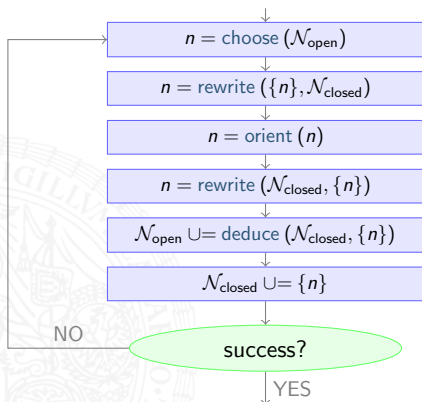 n = choose (𝒩open)
n = rewrite ({n}, 𝒩closed)
n = orient (n)
n = rewrite (𝒩closed, {n})
𝒩open ∪= deduce (𝒩closed, {n})
𝒩closed ∪= {n}
NO
success?
YES